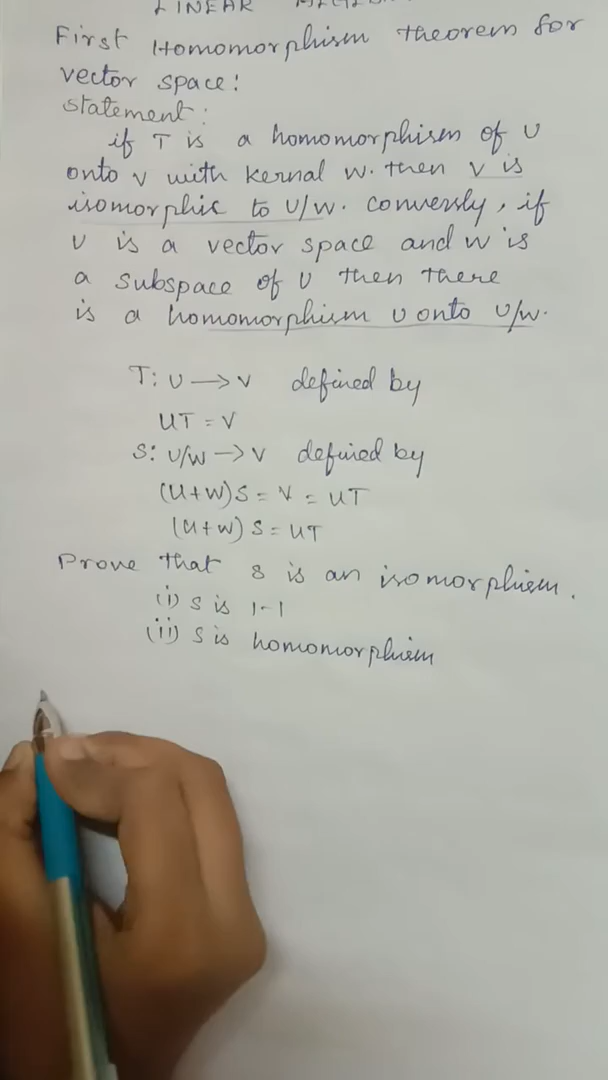 LINEAR
First Homomorphism theorem for
vector space:
statement:
if T is a homomorphism of U
onto V with kernal W. then V is
isomorphic to U/W. conversly, if
U is a vector space and W is
a subspace of U then there
is a homomorphism U onto U/W.
T: U → V defined by
UT = V
S: U/W → V defined by
(U+W)S = V = UT
(U+W) S = UT
Prove that S is an isomorphism.
(i) S is 1-1
(ii) S is homomorphism